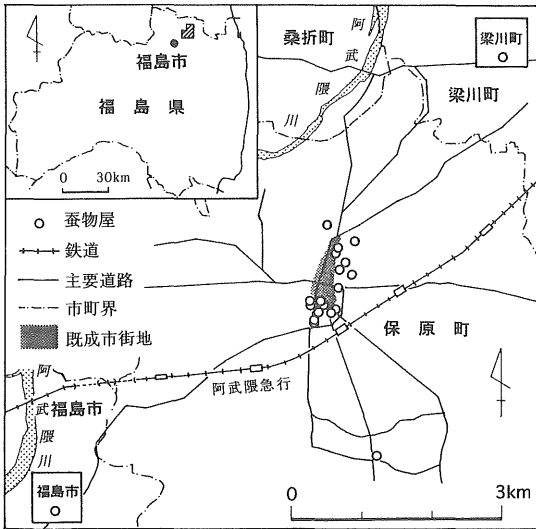 福島市
福島県
0 30km
蚕物屋
鉄道
主要道路
市町界
既成市街地
桑折町
阿
武
隈
川
梁川町
梁川町
保原町
阿武隈急行
阿
武
隈
川
福島市
福島市
0 3km